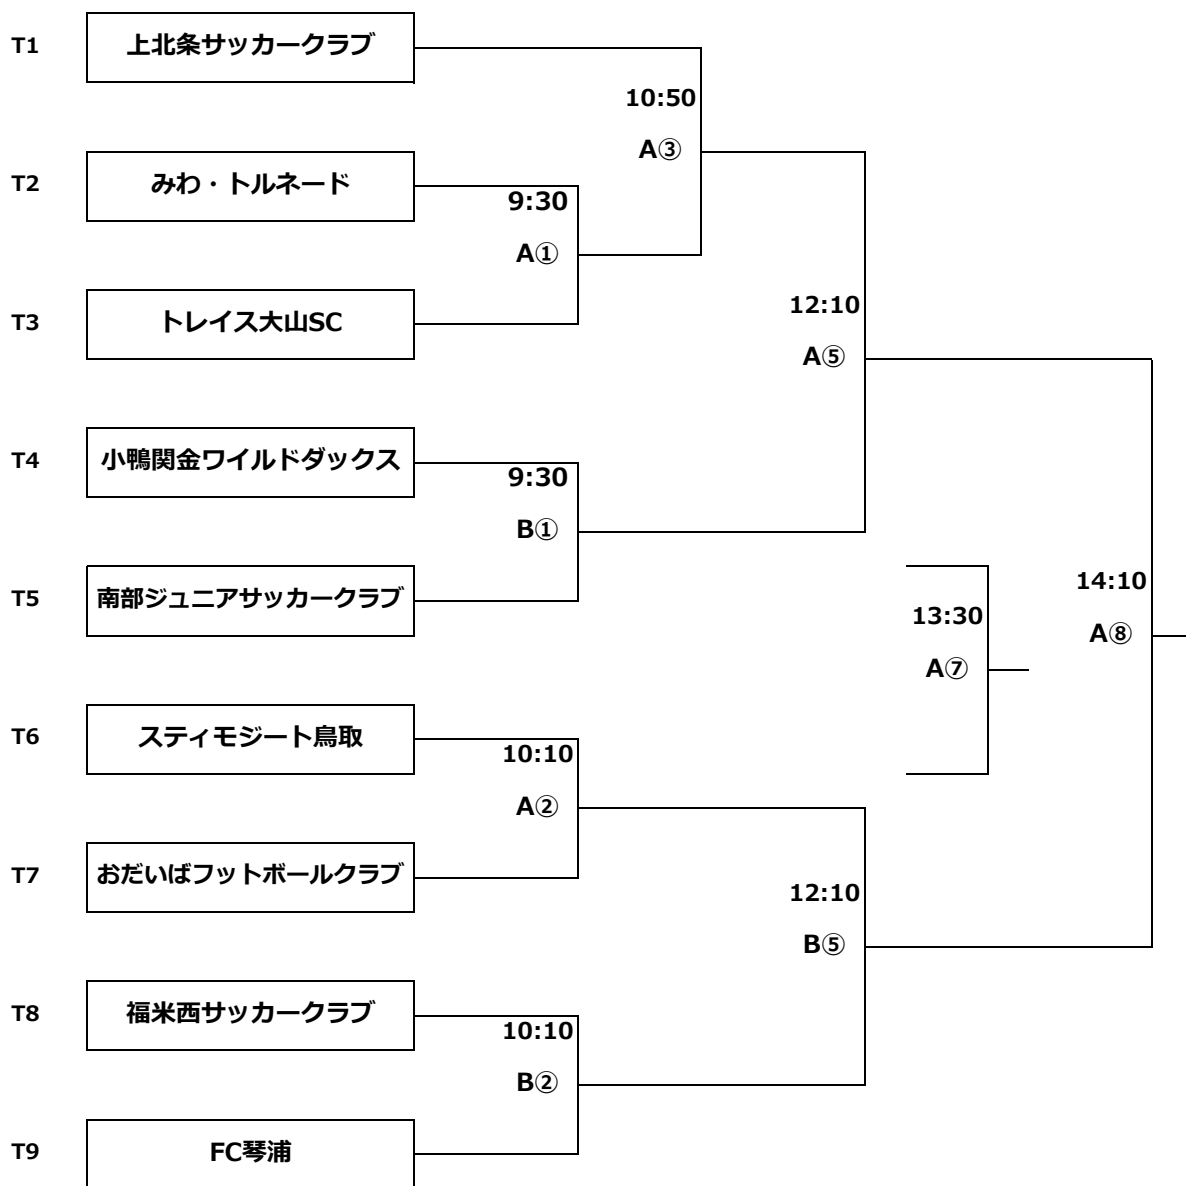 T1 上北条サッカークラブ
10:50
A③
T2 みわ・トルネード
9:30
A①
T3 トレイス大山SC
12:10
A⑤
T4 小鴨関金ワイルドダックス
9:30
B①
T5 南部ジュニアサッカークラブ
14:10
13:30
A⑧
A⑦
T6 スティモジート鳥取
10:10
A②
T7 おだいばフットボールクラブ
12:10
B⑤
T8 福米西サッカークラブ
10:10
B②
T9 FC琴浦